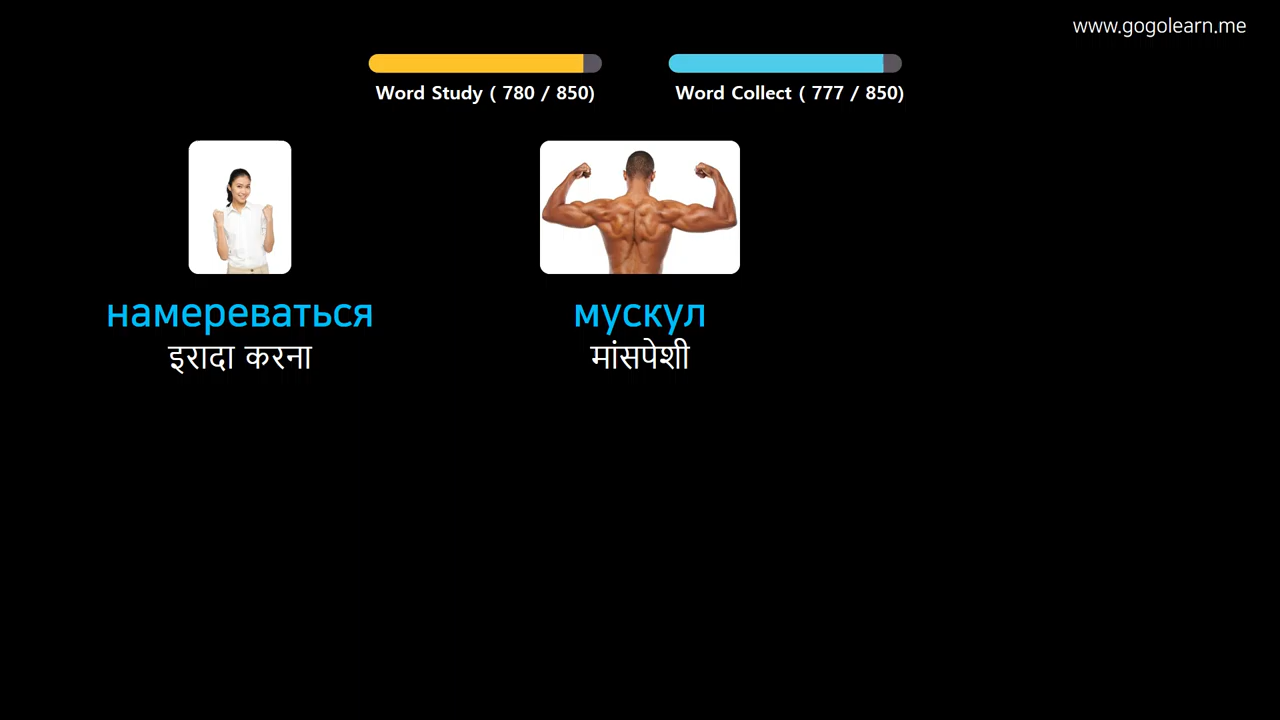 www.gogolearn.me
Word Study ( 780 / 850)
Word Collect ( 777 / 850)
намереваться
мускул
इरादा करना
मांसपेशी